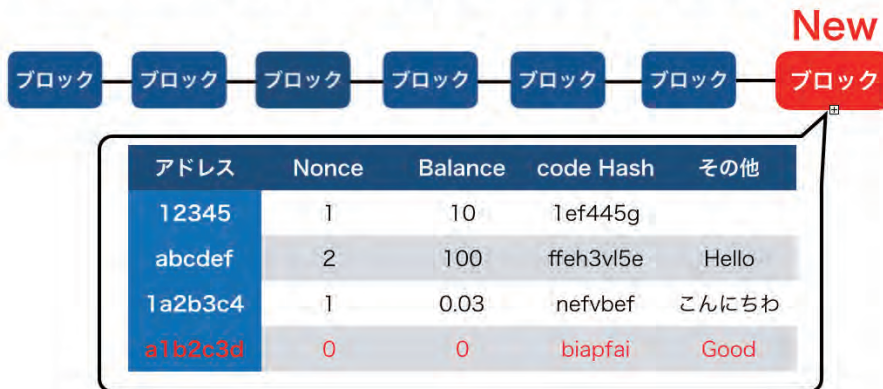 New
ブロック ブロック ブロック ブロック ブロック ブロック ブロック
アドレス Nonce Balance code Hash その他
12345 1 10 1ef445g
abcdef 2 100 ffeh3vl5e Hello
1a2b3c4 1 0.03 nefvbef こんにちわ
a1b2c3d 0 0 biapfai Good